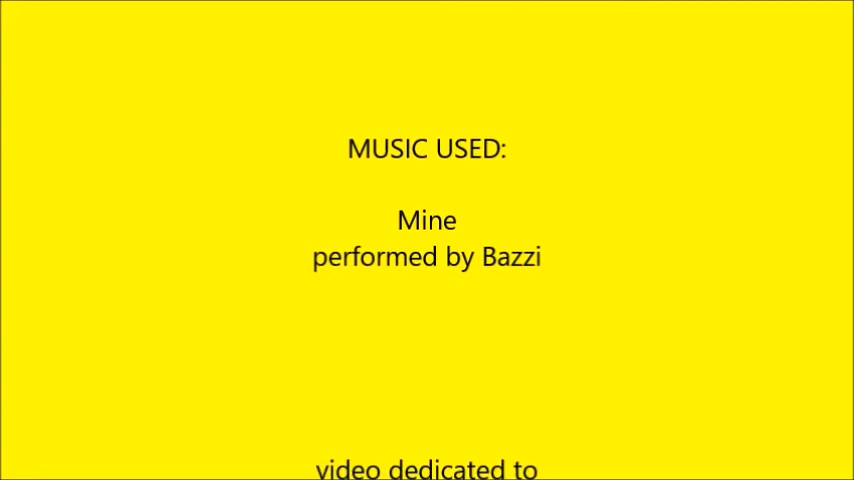 MUSIC USED:
Mine
performed by Bazzi
video dedicated to